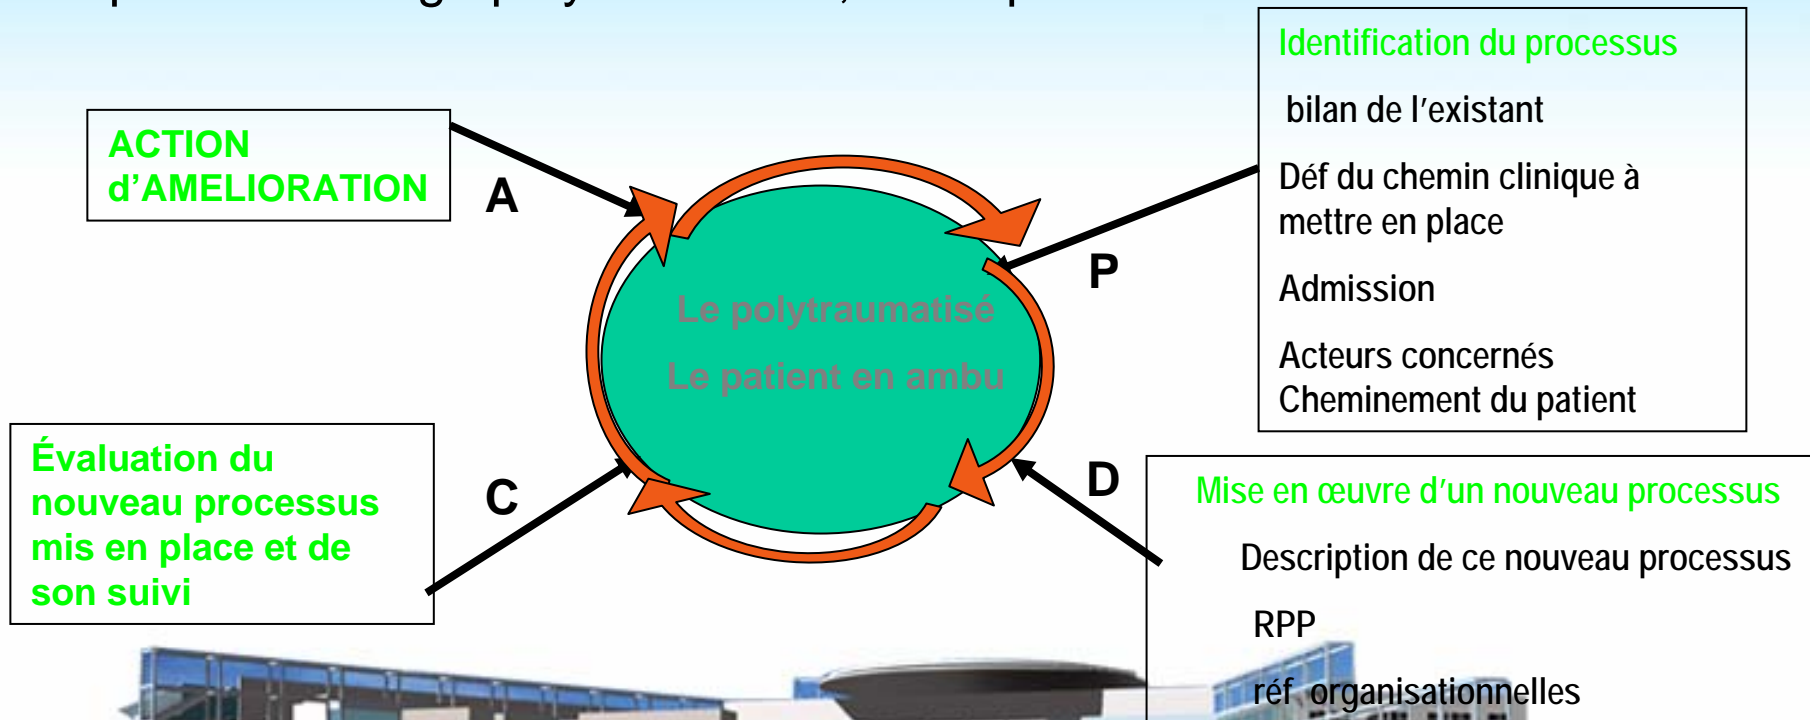 Identification du processus
bilan de l'existant
Déf du chemin clinique à
mettre en place
Admission
Acteurs concernés
Cheminement du patient
ACTION
d'AMELIORATION
A
P
Le polytraumatisé
Le patient en ambu
Évaluation du
nouveau processus
mis en place et de
son suivi
C
D
Mise en œuvre d'un nouveau processus
Description de ce nouveau processus
RPP
réf organisationnelles